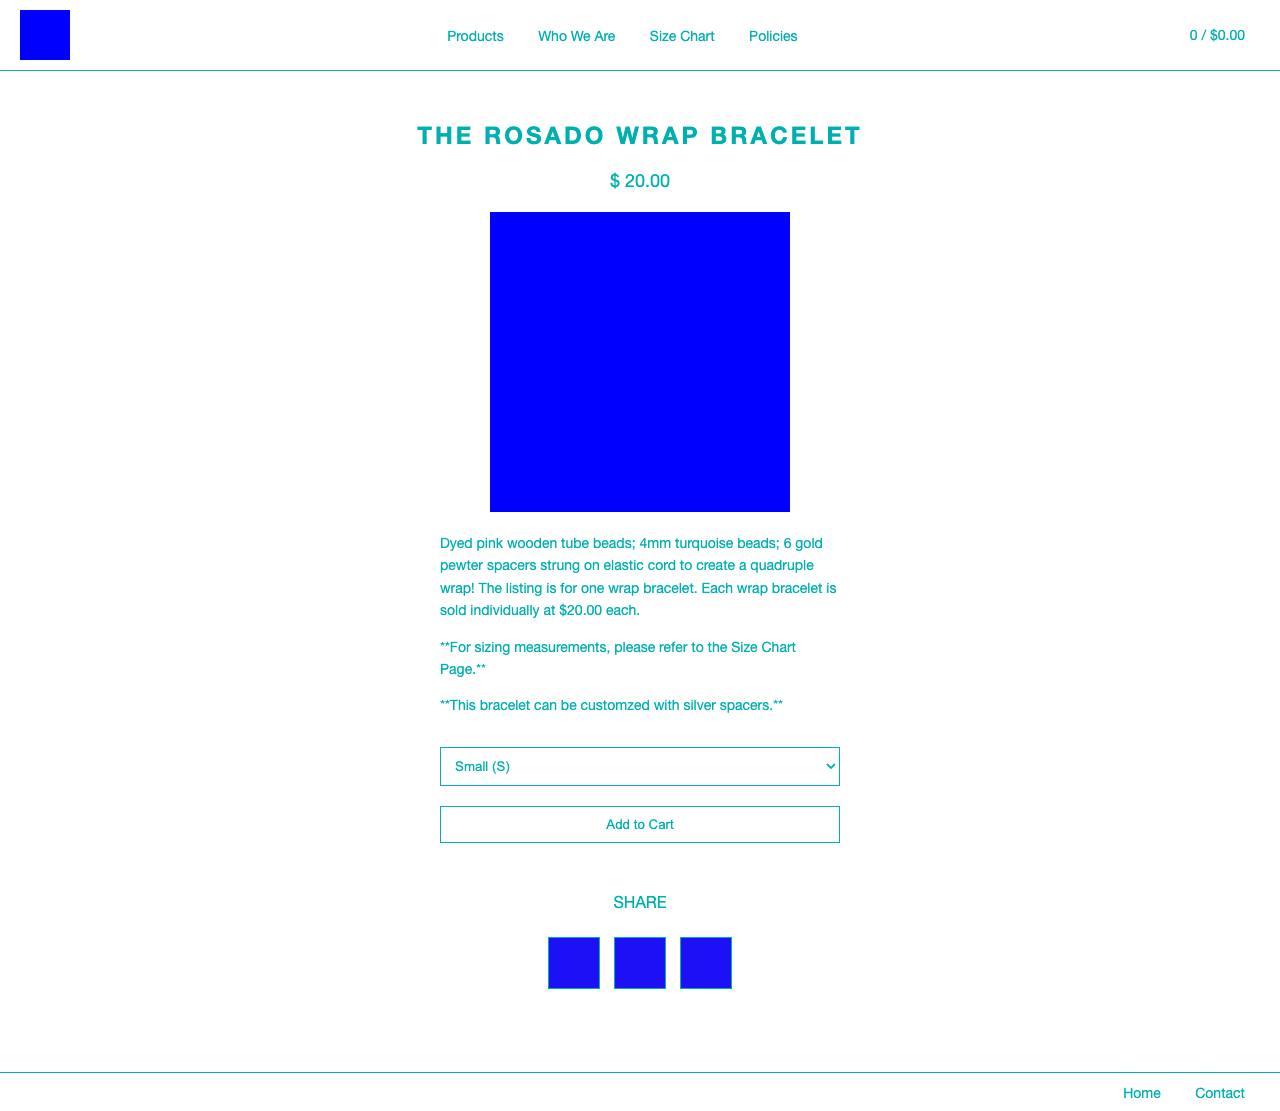 Products Who We Are Size Chart Policies 0 / $0.00
THE ROSADO WRAP BRACELET
$ 20.00
Dyed pink wooden tube beads; 4mm turquoise beads; 6 gold
pewter spacers strung on elastic cord to create a quadruple
wrap! The listing is for one wrap bracelet. Each wrap bracelet is
sold individually at $20.00 each.
**For sizing measurements, please refer to the Size Chart
Page.**
**This bracelet can be customzed with silver spacers.**
Small (S)
Add to Cart
SHARE
Home Contact